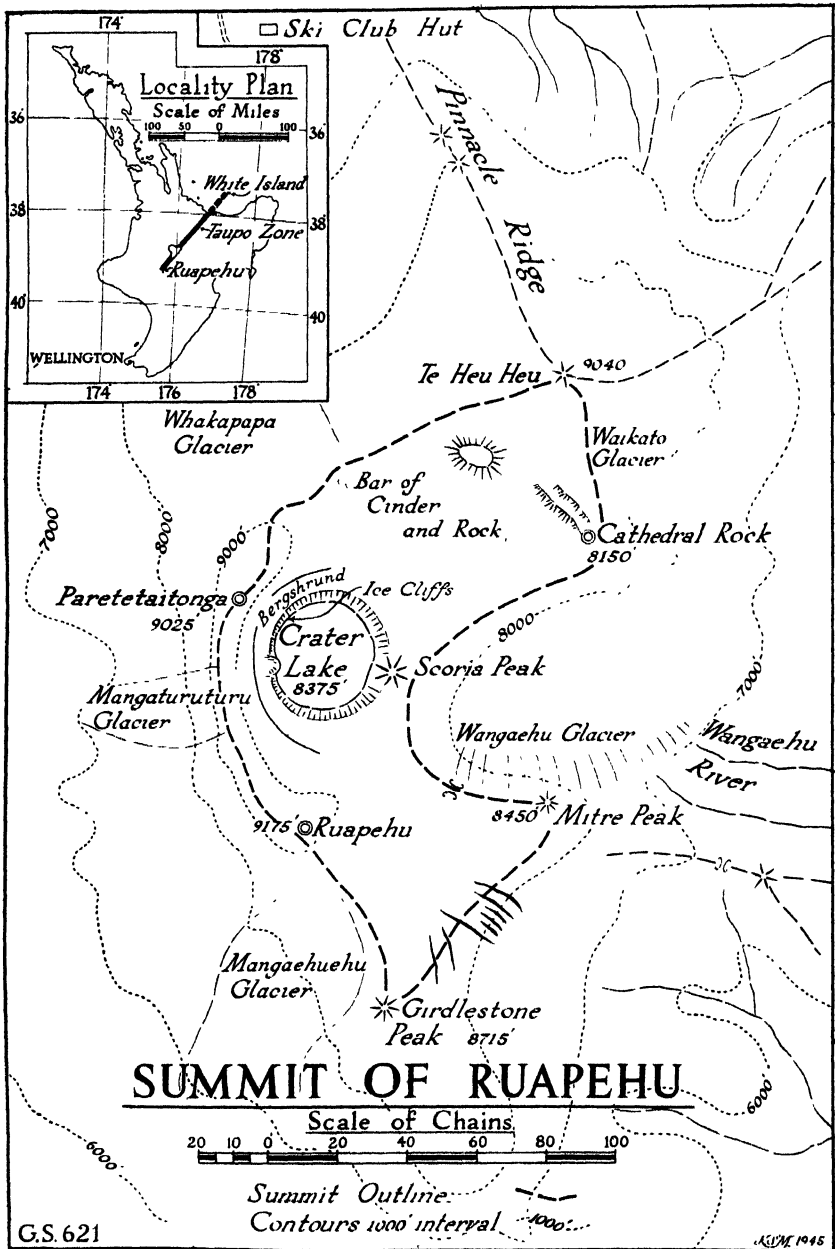 Ski Club Hut
174°
178°
Locality Plan
Scale of Miles
100 50 0 100
36
36
White Island
38
38
Taupo Zone
Ruapehu
40
40
WELLINGTON
174 176 178
Pinnacle Ridge
Te Heu Heu
9040
Whakapapa
Glacier
Waikato
Glacier
Bar of
Cinder
and Rock
Cathedral Rock
8150
7000
8000
9000
Paretetaitonga
9025
Bergshrund
Ice Cliffs
Crater
Lake
8375'
Scoria Peak
8000
7000
Mangaturuturu
Glacier
Wangaehu Glacier
Wangaehu
River
8450
Mitre Peak
9175'
Ruapehu
Mangaehuehu
Glacier
Girdlestone
Peak 8715'
SUMMIT OF RUAPEHU
Scale of Chains
20 10 0 20 40 60 80 100
6000
6000
Summit Outline
Contours 1000' interval 1000'
G.S. 621
1945